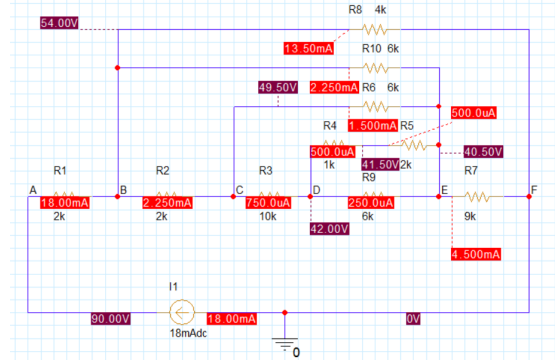 R8 4k
54.00V
13.50mA
R10 6k
2.250mA
R6 6k
49.50V
1.500mA
500.0uA
R4 R5
500.0uA
40.50V
41.50V
1k 2k
R1 R2 R3 R9 R7
A B C D E F
18.00mA 2.250mA 750.0uA 250.0uA
2k 2k 10k 6k 9k
42.00V
4.500mA
I1
90.00V 18.00mA 0V
18mAdc
0